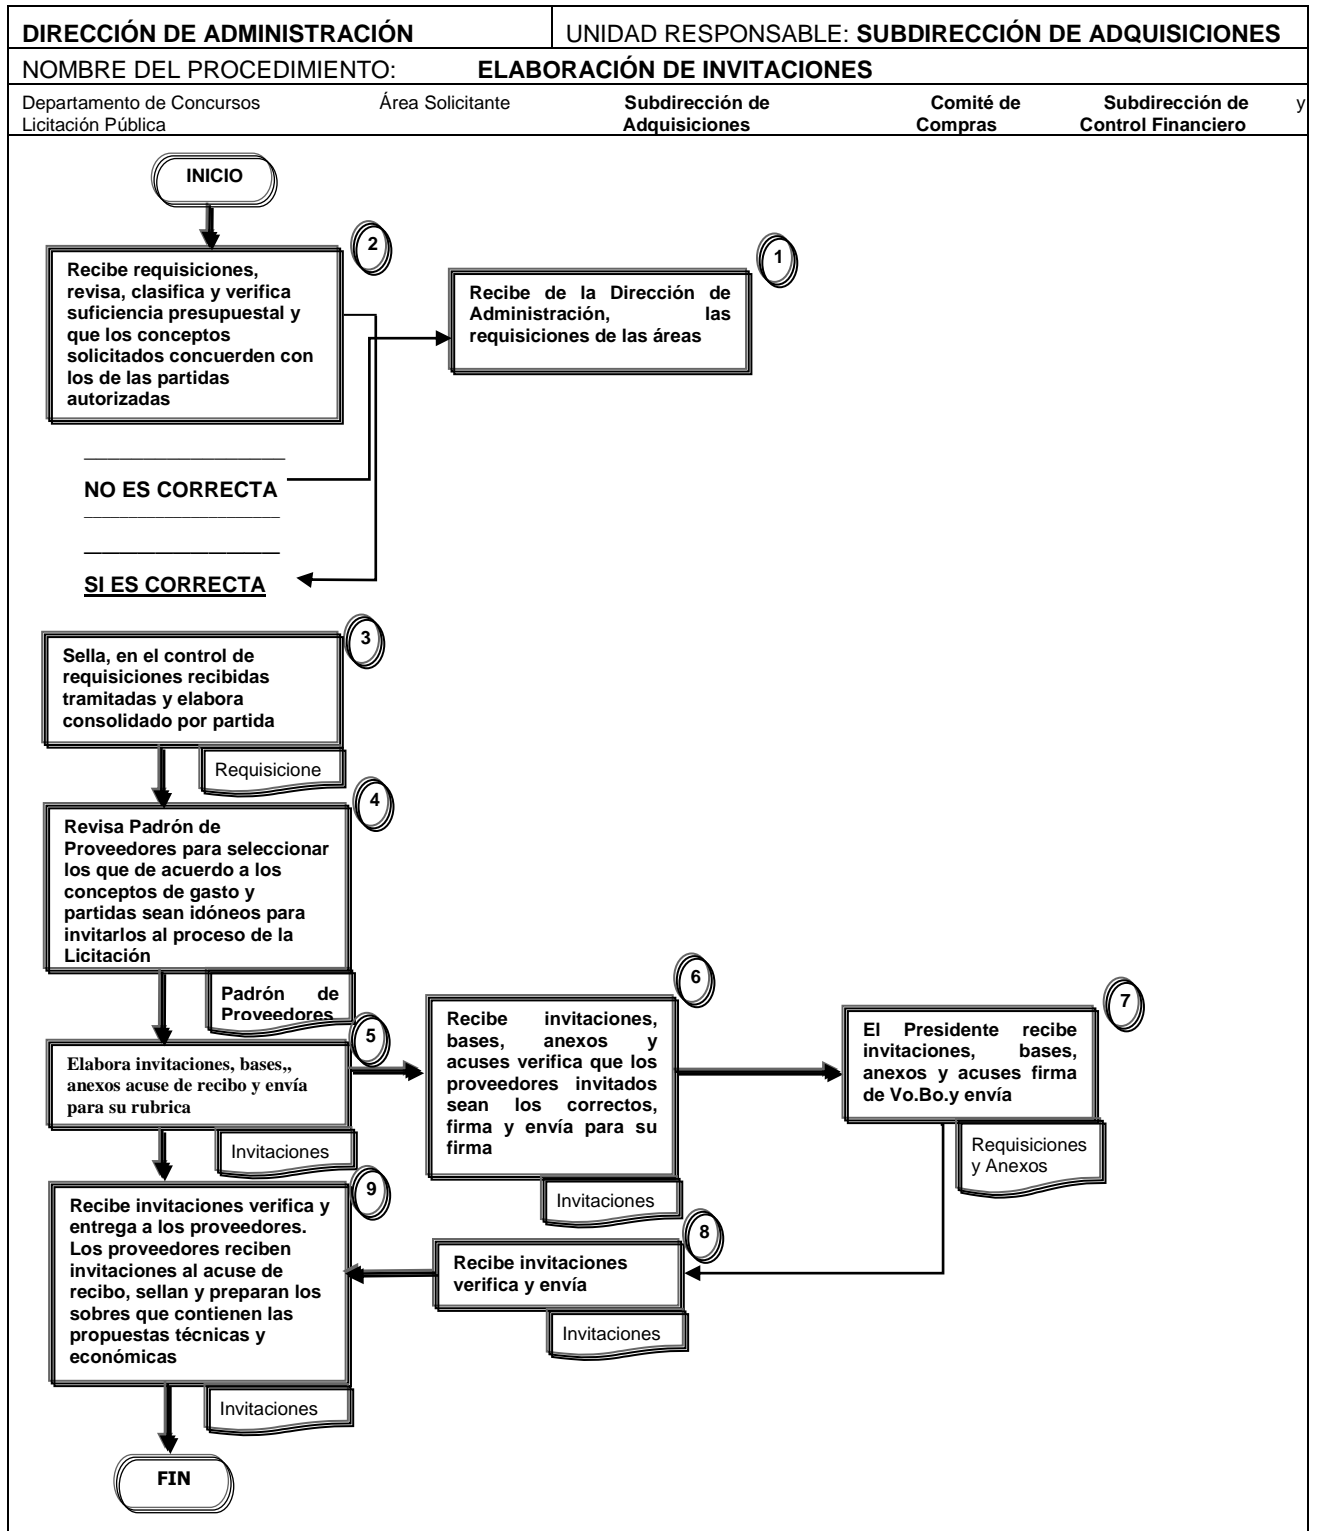 DIRECCIÓN DE ADMINISTRACIÓN
UNIDAD RESPONSABLE: SUBDIRECCIÓN DE ADQUISICIONES
NOMBRE DEL PROCEDIMIENTO: ELABORACIÓN DE INVITACIONES
Departamento de Concursos Área Solicitante Subdirección de Comité de Subdirección de y
Licitación Pública Adquisiciones Compras Control Financiero
INICIO
2
Recibe requisiciones,
revisa, clasifica y verifica
suficiencia presupuestal y
que los conceptos
solicitados concuerden con
los de las partidas
autorizadas
1
Recibe de la Dirección de
Administración, las
requisiciones de las áreas
NO ES CORRECTA
SI ES CORRECTA
3
Sella, en el control de
requisiciones recibidas
tramitadas y elabora
consolidado por partida
Requisicione
4
Revisa Padrón de
Proveedores para seleccionar
los que de acuerdo a los
conceptos de gasto y
partidas sean idóneos para
invitarlos al proceso de la
Licitación
Padrón de
Proveedores
5
Elabora invitaciones, bases,,
anexos acuse de recibo y envía
para su rubrica
Invitaciones
6
Recibe invitaciones,
bases, anexos y
acuses verifica que los
proveedores invitados
sean los correctos,
firma y envía para su
firma
Invitaciones
7
El Presidente recibe
invitaciones, bases,
anexos y acuses firma
de Vo.Bo.y envía
Requisiciones
y Anexos
8
Recibe invitaciones
verifica y envía
Invitaciones
9
Recibe invitaciones verifica y
entrega a los proveedores.
Los proveedores reciben
invitaciones al acuse de
recibo, sellan y preparan los
sobres que contienen las
propuestas técnicas y
económicas
Invitaciones
FIN